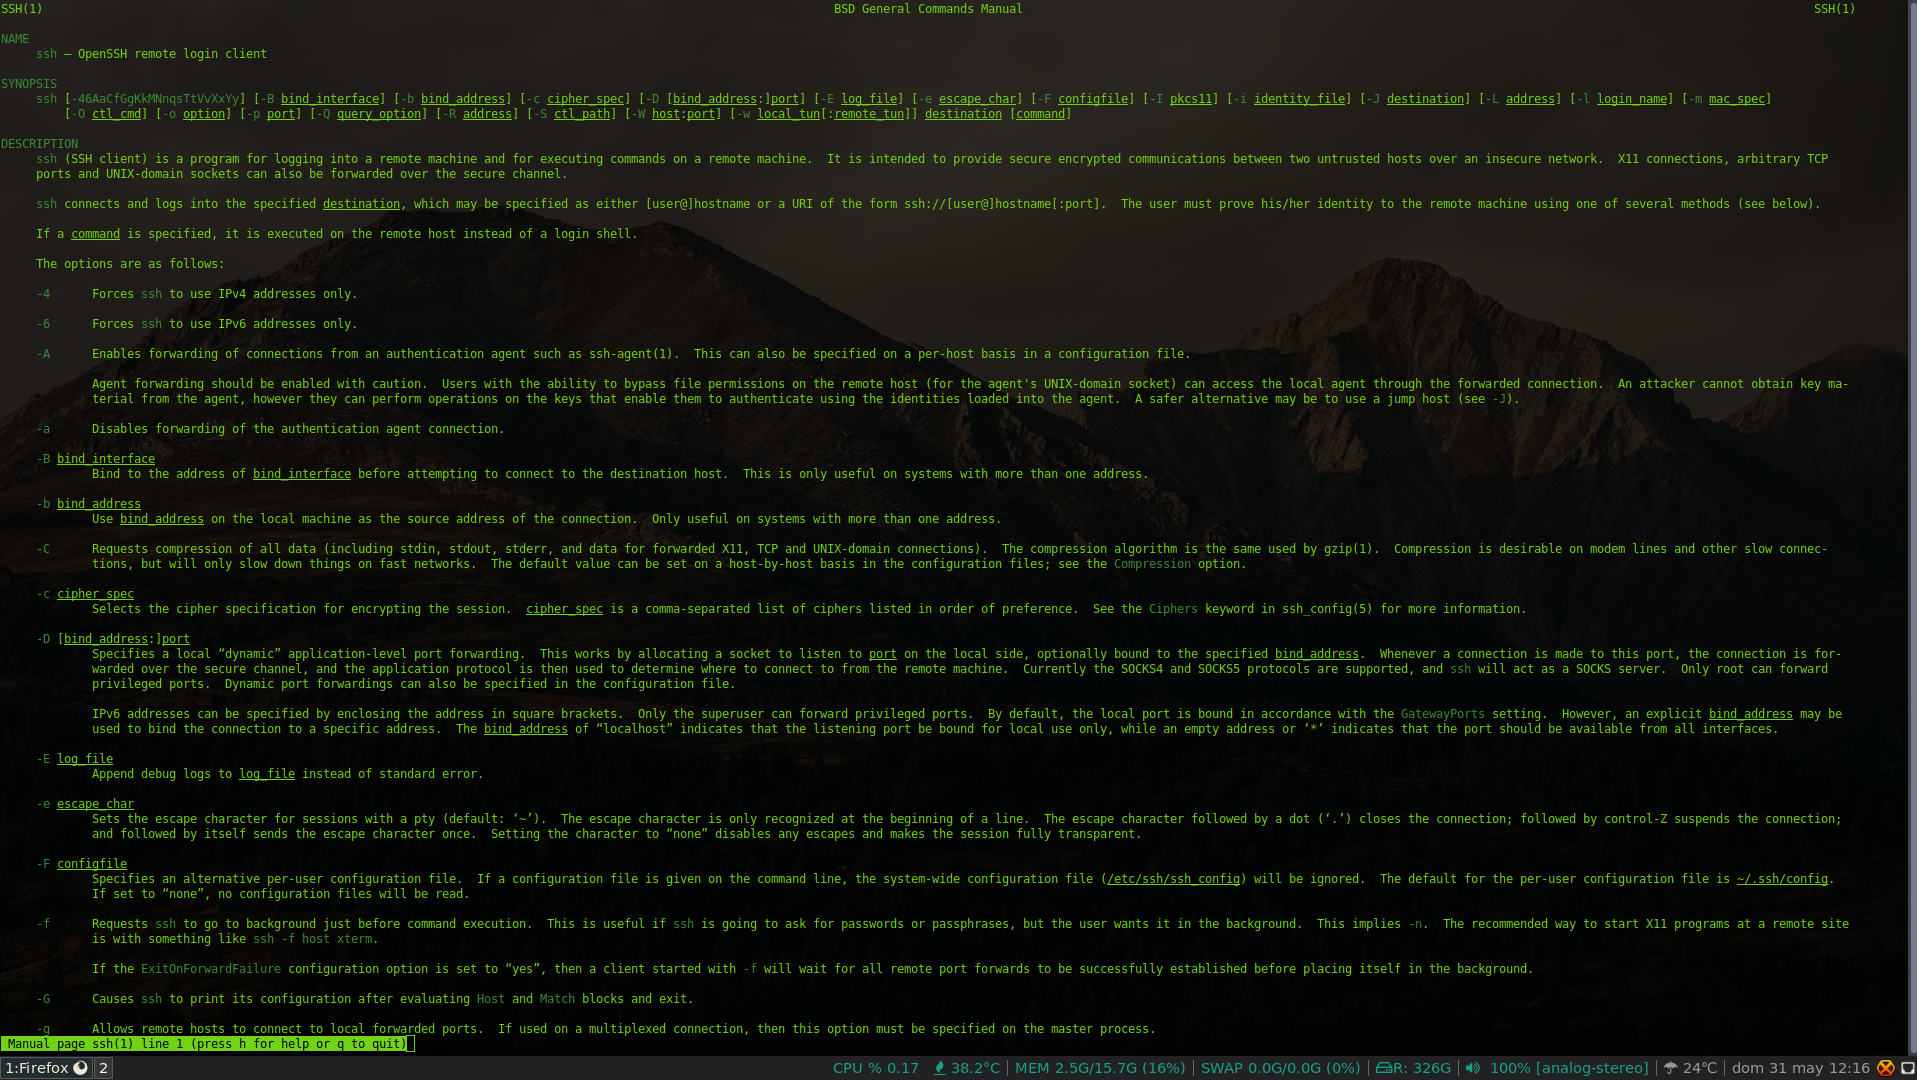 SSH(1) BSD General Commands Manual SSH(1)
NAME
ssh — OpenSSH remote login client
SYNOPSIS
ssh [-46AaCfGgKkMNnqsTtVvXxYy] [-B bind_interface] [-b bind_address] [-c cipher_spec] [-D [bind_address:]port] [-E log_file] [-e escape_char] [-F configfile] [-I pkcs11] [-i identity_file] [-J destination] [-L address] [-l login_name] [-m mac_spec]
[-O ctl_cmd] [-o option] [-p port] [-Q query_option] [-R address] [-S ctl_path] [-W host:port] [-w local_tun[:remote_tun]] destination [command]
DESCRIPTION
ssh (SSH client) is a program for logging into a remote machine and for executing commands on a remote machine. It is intended to provide secure encrypted communications between two untrusted hosts over an insecure network. X11 connections, arbitrary TCP
ports and UNIX-domain sockets can also be forwarded over the secure channel.
ssh connects and logs into the specified destination, which may be specified as either [user@]hostname or a URI of the form ssh://[user@]hostname[:port]. The user must prove his/her identity to the remote machine using one of several methods (see below).
If a command is specified, it is executed on the remote host instead of a login shell.
The options are as follows:
-4 Forces ssh to use IPv4 addresses only.
-6 Forces ssh to use IPv6 addresses only.
-A Enables forwarding of connections from an authentication agent such as ssh-agent(1). This can also be specified on a per-host basis in a configuration file.
Agent forwarding should be enabled with caution. Users with the ability to bypass file permissions on the remote host (for the agent's UNIX-domain socket) can access the local agent through the forwarded connection. An attacker cannot obtain key ma-
terial from the agent, however they can perform operations on the keys that enable them to authenticate using the identities loaded into the agent. A safer alternative may be to use a jump host (see -J).
-a Disables forwarding of the authentication agent connection.
-B bind_interface
Bind to the address of bind_interface before attempting to connect to the destination host. This is only useful on systems with more than one address.
-b bind_address
Use bind_address on the local machine as the source address of the connection. Only useful on systems with more than one address.
-C Requests compression of all data (including stdin, stdout, stderr, and data for forwarded X11, TCP and UNIX-domain connections). The compression algorithm is the same used by gzip(1). Compression is desirable on modem lines and other slow connec-
tions, but will only slow down things on fast networks. The default value can be set on a host-by-host basis in the configuration files; see the Compression option.
-c cipher_spec
Selects the cipher specification for encrypting the session. cipher_spec is a comma-separated list of ciphers listed in order of preference. See the Ciphers keyword in ssh_config(5) for more information.
-D [bind_address:]port
Specifies a local “dynamic” application-level port forwarding. This works by allocating a socket to listen to port on the local side, optionally bound to the specified bind_address. Whenever a connection is made to this port, the connection is for-
warded over the secure channel, and the application protocol is then used to determine where to connect to from the remote machine. Currently the SOCKS4 and SOCKS5 protocols are supported, and ssh will act as a SOCKS server. Only root can forward
privileged ports. Dynamic port forwardings can also be specified in the configuration file.
IPv6 addresses can be specified by enclosing the address in square brackets. Only the superuser can forward privileged ports. By default, the local port is bound in accordance with the GatewayPorts setting. However, an explicit bind_address may be
used to bind the connection to a specific address. The bind_address of “localhost” indicates that the listening port be bound for local use only, while an empty address or ‘*’ indicates that the port should be available from all interfaces.
-E log_file
Append debug logs to log_file instead of standard error.
-e escape_char
Sets the escape character for sessions with a pty (default: ‘~’). The escape character is only recognized at the beginning of a line. The escape character followed by a dot (‘.’) closes the connection; followed by control-Z suspends the connection;
and followed by itself sends the escape character once. Setting the character to “none” disables any escapes and makes the session fully transparent.
-F configfile
Specifies an alternative per-user configuration file. If a configuration file is given on the command line, the system-wide configuration file (/etc/ssh/ssh_config) will be ignored. The default for the per-user configuration file is ~/.ssh/config.
If set to “none”, no configuration files will be read.
-f Requests ssh to go to background just before command execution. This is useful if ssh is going to ask for passwords or passphrases, but the user wants it in the background. This implies -n. The recommended way to start X11 programs at a remote site
is with something like ssh -f host xterm.
If the ExitOnForwardFailure configuration option is set to “yes”, then a client started with -f will wait for all remote port forwards to be successfully established before placing itself in the background.
-G Causes ssh to print its configuration after evaluating Host and Match blocks and exit.
-g Allows remote hosts to connect to local forwarded ports. If used on a multiplexed connection, then this option must be specified on the master process.
Manual page ssh(1) line 1 (press h for help or q to quit)
1:Firefox 2 CPU % 0.17 38.2°C MEM 2.5G/15.7G (16%) SWAP 0.0G/0.0G (0%) R: 326G 100% [analog-stereo] 24°C dom 31 may 12:16